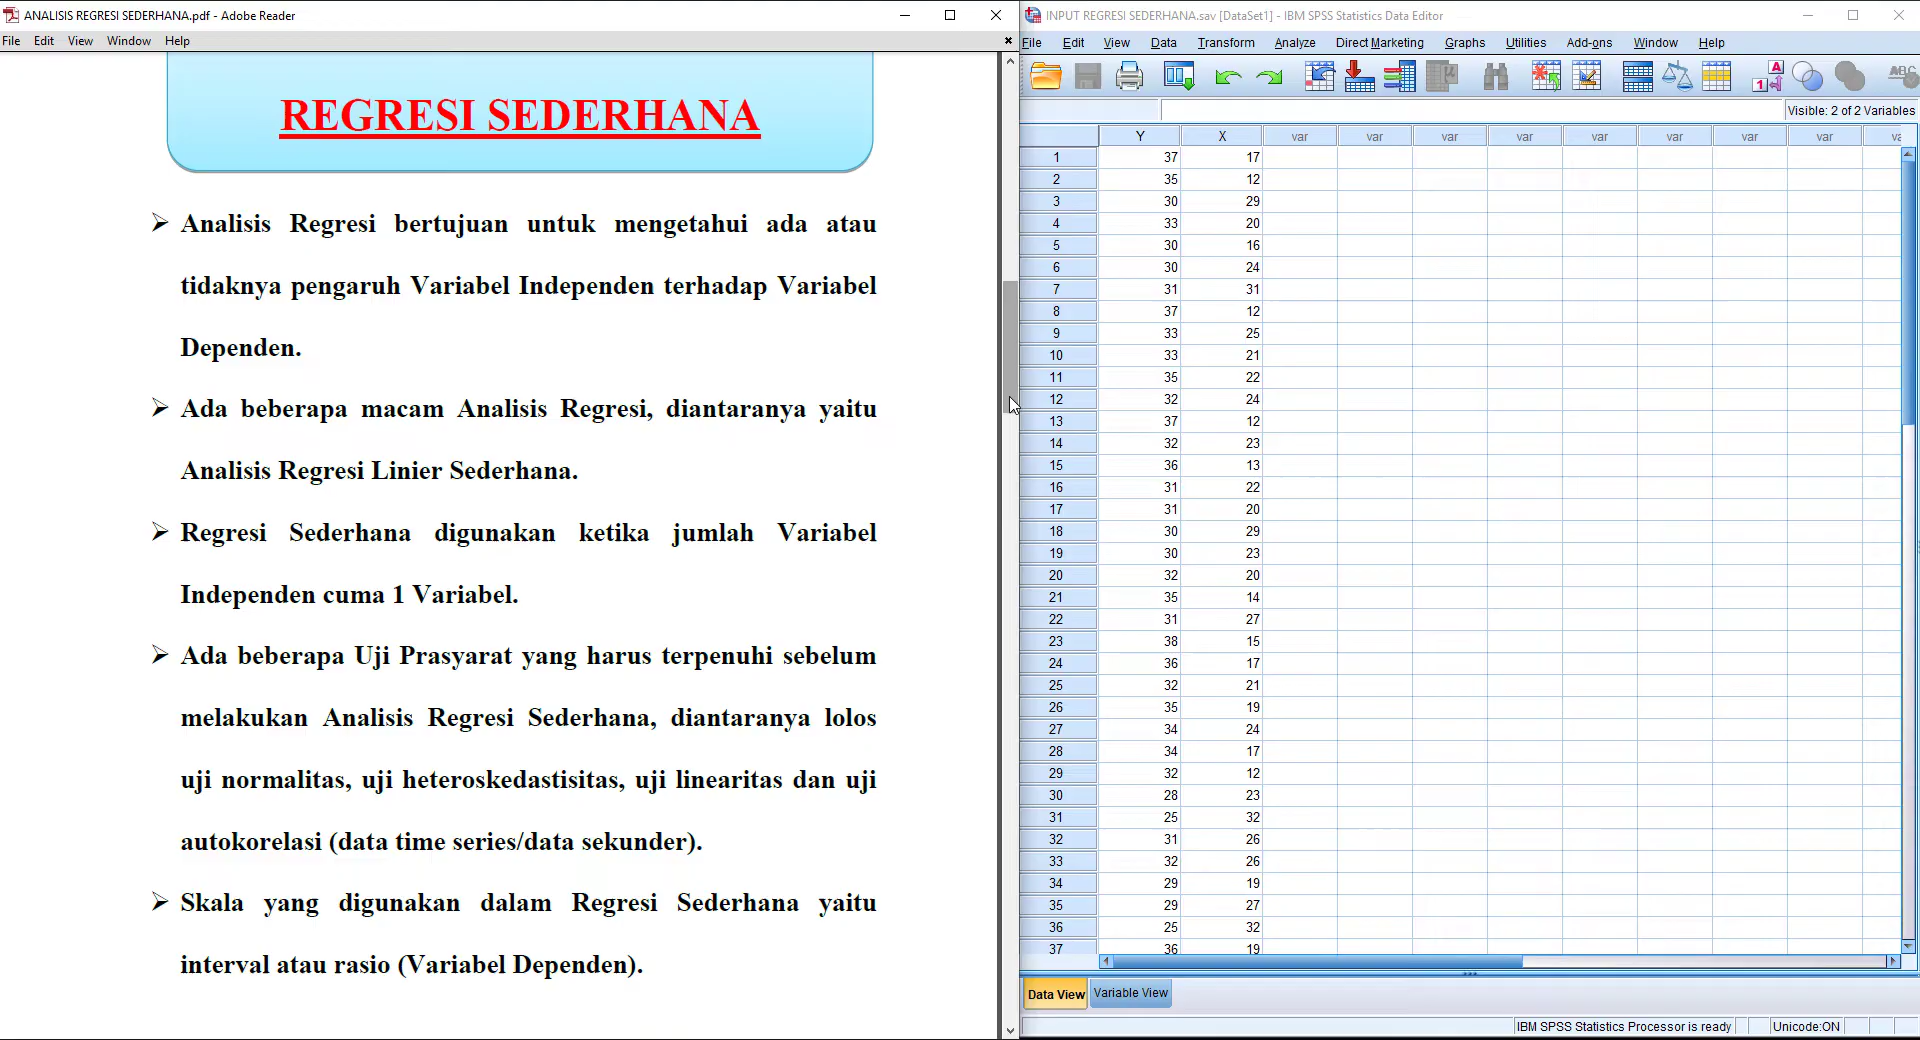 ANALISIS REGRESI SEDERHANA.pdf - Adobe Reader
File Edit View Window Help
REGRESI SEDERHANA
Analisis Regresi bertujuan untuk mengetahui ada atau
tidaknya pengaruh Variabel Independen terhadap Variabel
Dependen.
Ada beberapa macam Analisis Regresi, diantaranya yaitu
Analisis Regresi Linier Sederhana.
Regresi Sederhana digunakan ketika jumlah Variabel
Independen cuma 1 Variabel.
Ada beberapa Uji Prasyarat yang harus terpenuhi sebelum
melakukan Analisis Regresi Sederhana, diantaranya lolos
uji normalitas, uji heteroskedastisitas, uji linearitas dan uji
autokorelasi (data time series/data sekunder).
Skala yang digunakan dalam Regresi Sederhana yaitu
interval atau rasio (Variabel Dependen).
INPUT REGRESI SEDERHANA.sav [DataSet1] - IBM SPSS Statistics Data Editor
File Edit View Data Transform Analyze Direct Marketing Graphs Utilities Add-ons Window Help
Visible: 2 of 2 Variables
Y X var var var var var var var va
1 37 17
2 35 12
3 30 29
4 33 20
5 30 16
6 30 24
7 31 31
8 37 12
9 33 25
10 33 21
11 35 22
12 32 24
13 37 12
14 32 23
15 36 13
16 31 22
17 31 20
18 30 29
19 30 23
20 32 20
21 35 14
22 31 27
23 38 15
24 36 17
25 32 21
26 35 19
27 34 24
28 34 17
29 32 12
30 28 23
31 25 32
32 31 26
33 32 26
34 29 19
35 29 27
36 25 32
37 36 19
Data View Variable View
IBM SPSS Statistics Processor is ready Unicode:ON